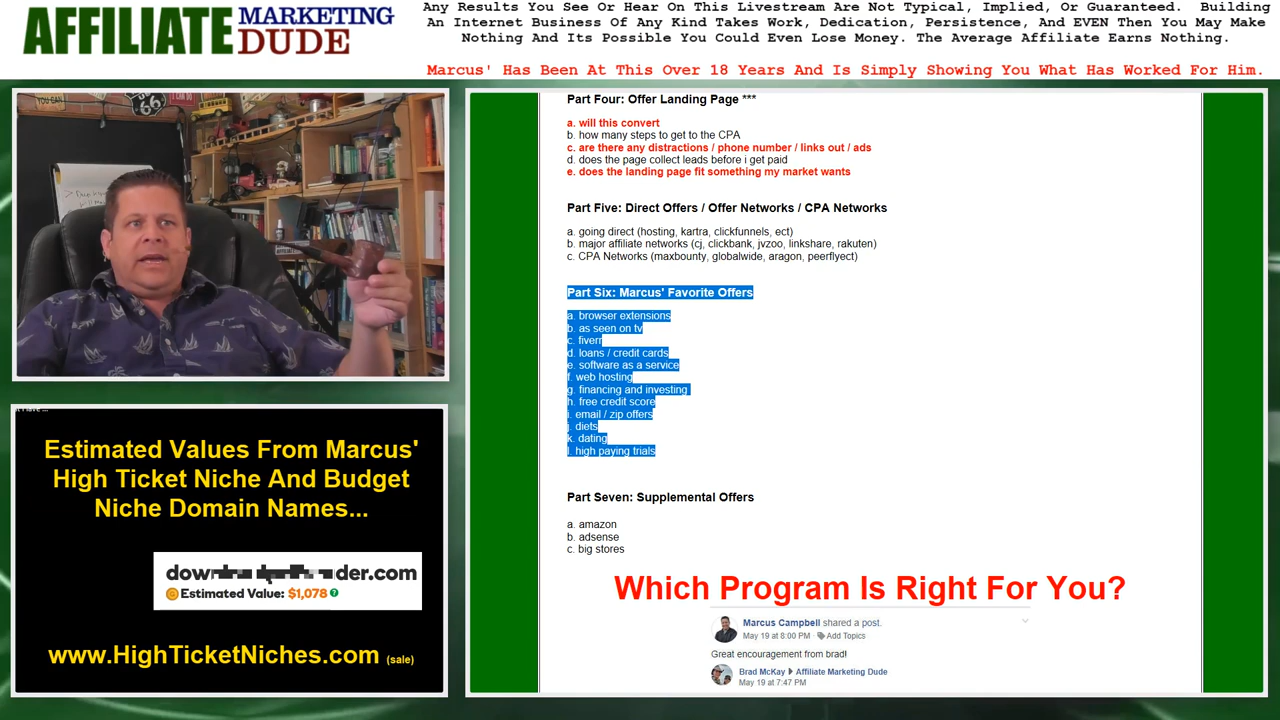 AFFILIATE MARKETING DUDE
Any Results You See Or Hear On This Livestream Are Not Typical, Implied, Or Guaranteed. Building
An Internet Business Of Any Kind Takes Work, Dedication, Persistence, And EVEN Then You May Make
Nothing And Its Possible You Could Even Lose Money. The Average Affiliate Earns Nothing.
Marcus' Has Been At This Over 18 Years And Is Simply Showing You What Has Worked For Him.
YOU CAN
66
Part Four: Offer Landing Page ***
a. will this convert
b. how many steps to get to the CPA
c. are there any distractions / phone number / links out / ads
d. does the page collect leads before i get paid
e. does the landing page fit something my market wants
Part Five: Direct Offers / Offer Networks / CPA Networks
a. going direct (hosting, kartra, clickfunnels, ect)
b. major affiliate networks (cj, clickbank, jvzoo, linkshare, rakuten)
c. CPA Networks (maxbounty, globalwide, aragon, peerflyect)
Part Six: Marcus' Favorite Offers
a. browser extensions
b. as seen on tv
c. fiverr
d. loans / credit cards
e. software as a service
f. web hosting
g. financing and investing
h. free credit score
i. email / zip offers
j. diets
k. dating
l. high paying trials
Part Seven: Supplemental Offers
a. amazon
b. adsense
c. big stores
Which Program Is Right For You?
Marcus Campbell shared a post.
May 19 at 8:00 PM · Add Topics
Great encouragement from brad!
Brad McKay Affiliate Marketing Dude
May 19 at 7:47 PM
Estimated Values From Marcus'
High Ticket Niche And Budget
Niche Domain Names...
der.com
Estimated Value: $1,078 ?
www.HighTicketNiches.com (sale)